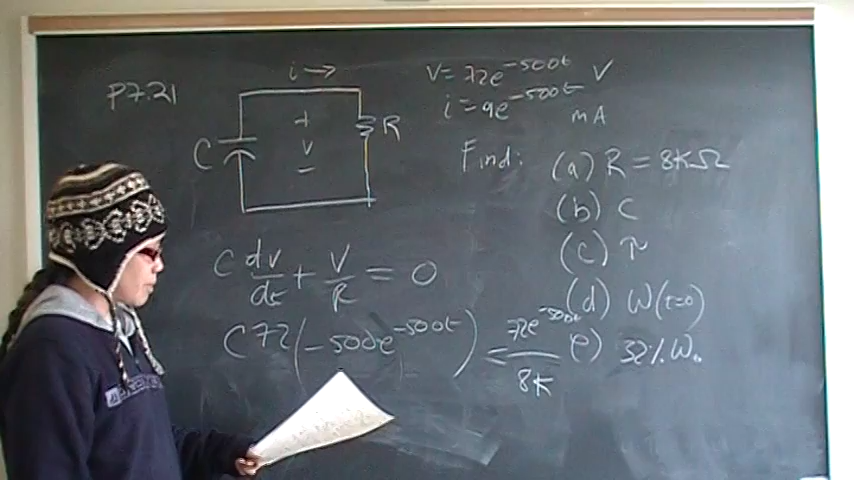 P7.21
i →
C
+
v
−
R
v = 72e^-500t V
i = 9e^-500t mA
Find: (a) R = 8KΩ
(b) C
(c) τ
(d) W(t=0)
(e) 32% W₀
C dv/dt + V/R = 0
C72(-500e^-500t) = 72e^-500t / 8K